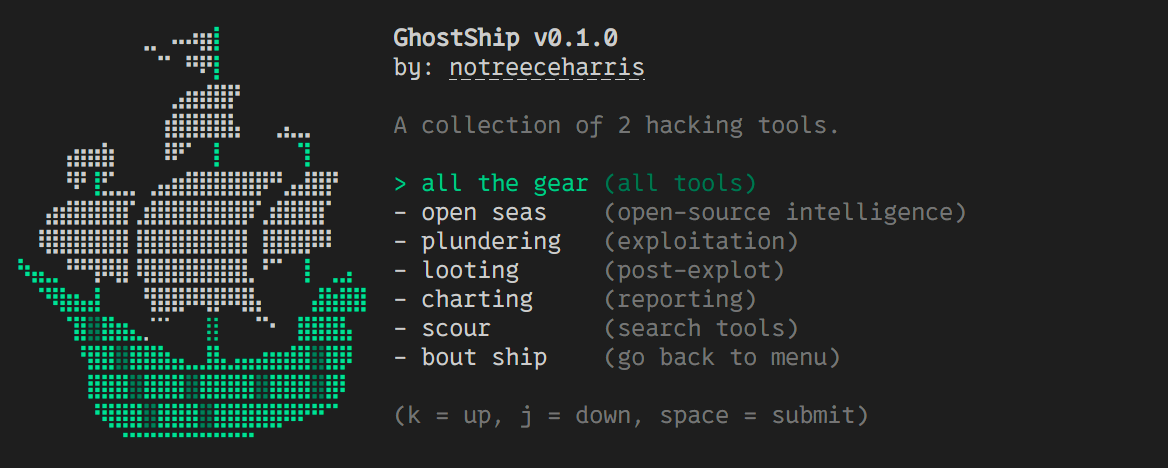 GhostShip v0.1.0
by: notreeceharris
A collection of 2 hacking tools.
> all the gear (all tools)
- open seas (open-source intelligence)
- plundering (exploitation)
- looting (post-explot)
- charting (reporting)
- scour (search tools)
- bout ship (go back to menu)
(k = up, j = down, space = submit)